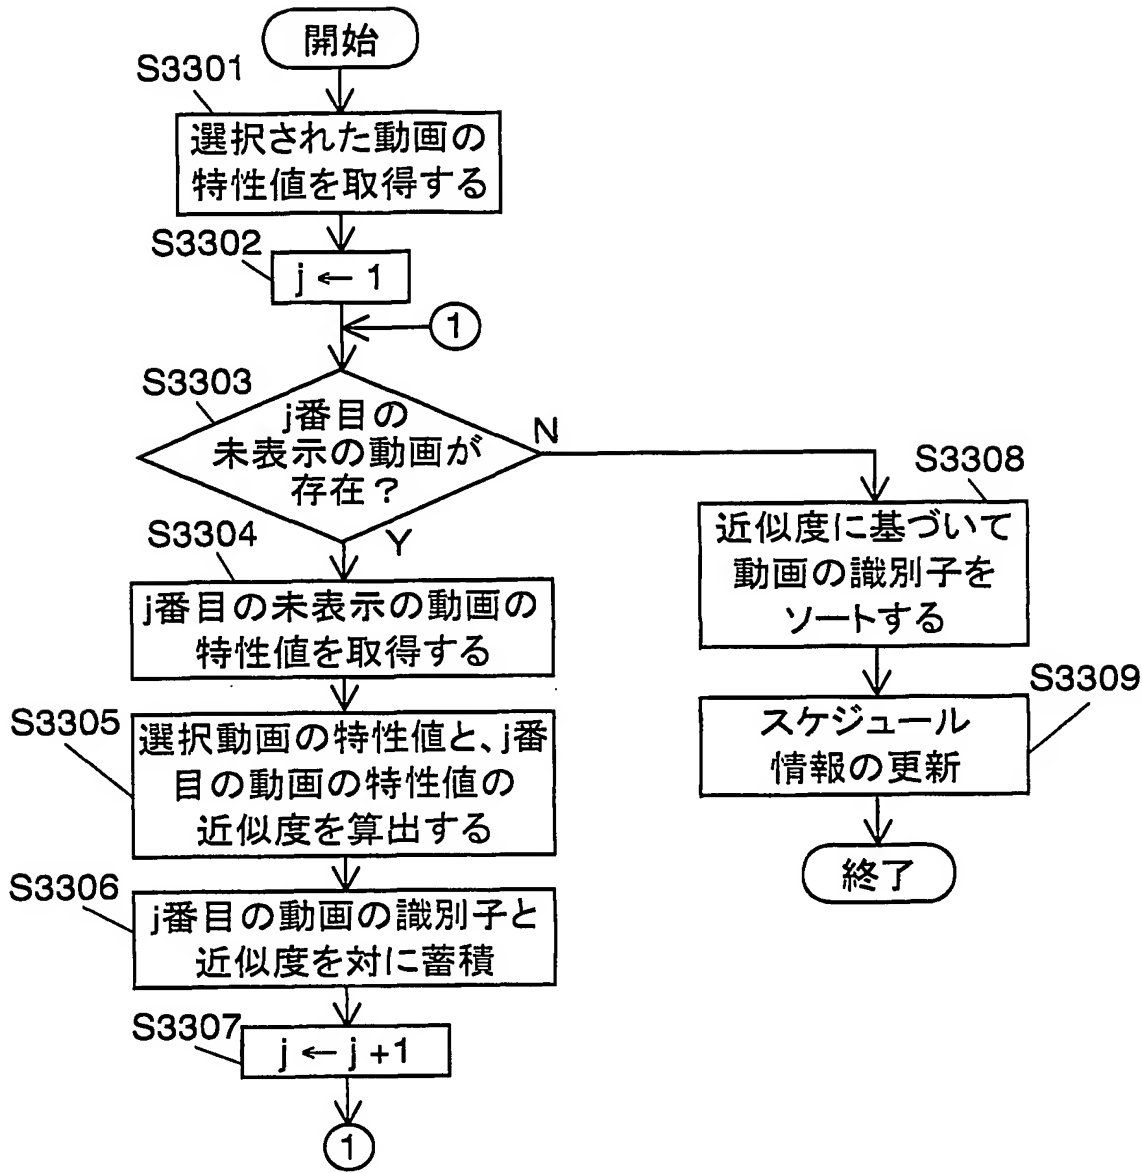 開始
S3301
選択された動画の
特性値を取得する
S3302
j ← 1
1
S3303
j番目の
未表示の動画が
存在?
N
Y
S3304
j番目の未表示の動画の
特性値を取得する
S3305
選択動画の特性値と、j番
目の動画の特性値の
近似度を算出する
S3306
j番目の動画の識別子と
近似度を対に蓄積
S3307
j ← j +1
1
S3308
近似度に基づいて
動画の識別子を
ソートする
S3309
スケジュール
情報の更新
終了